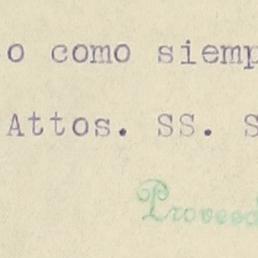 o como siemp
Attos. SS. S
Proveed